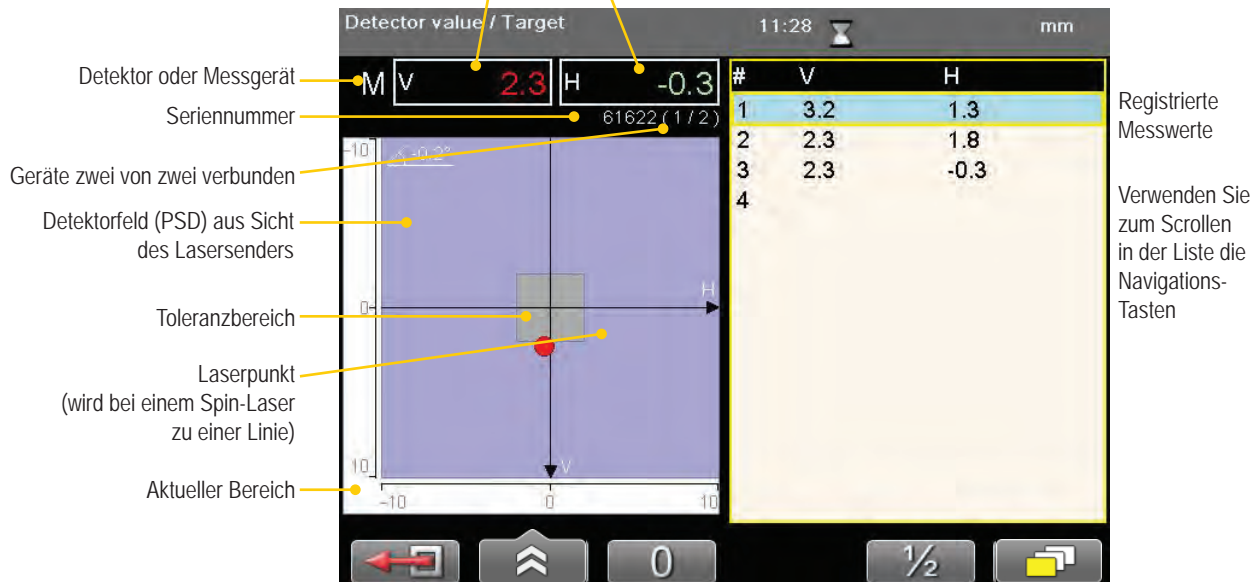 Detector value / Target 11:28 mm
Detektor oder Messgerät
M V 2.3 H -0.3
Seriennummer
61622 ( 1 / 2 )
Geräte zwei von zwei verbunden
Detektorfeld (PSD) aus Sicht
des Lasersenders
Toleranzbereich
Laserpunkt
(wird bei einem Spin-Laser
zu einer Linie)
Aktueller Bereich
-10
-0.2°
0
H
10
V
-10 0 10
# V H
1 3.2 1.3
2 2.3 1.8
3 2.3 -0.3
4
Registrierte
Messwerte
Verwenden Sie
zum Scrollen
in der Liste die
Navigations-
Tasten
0
½